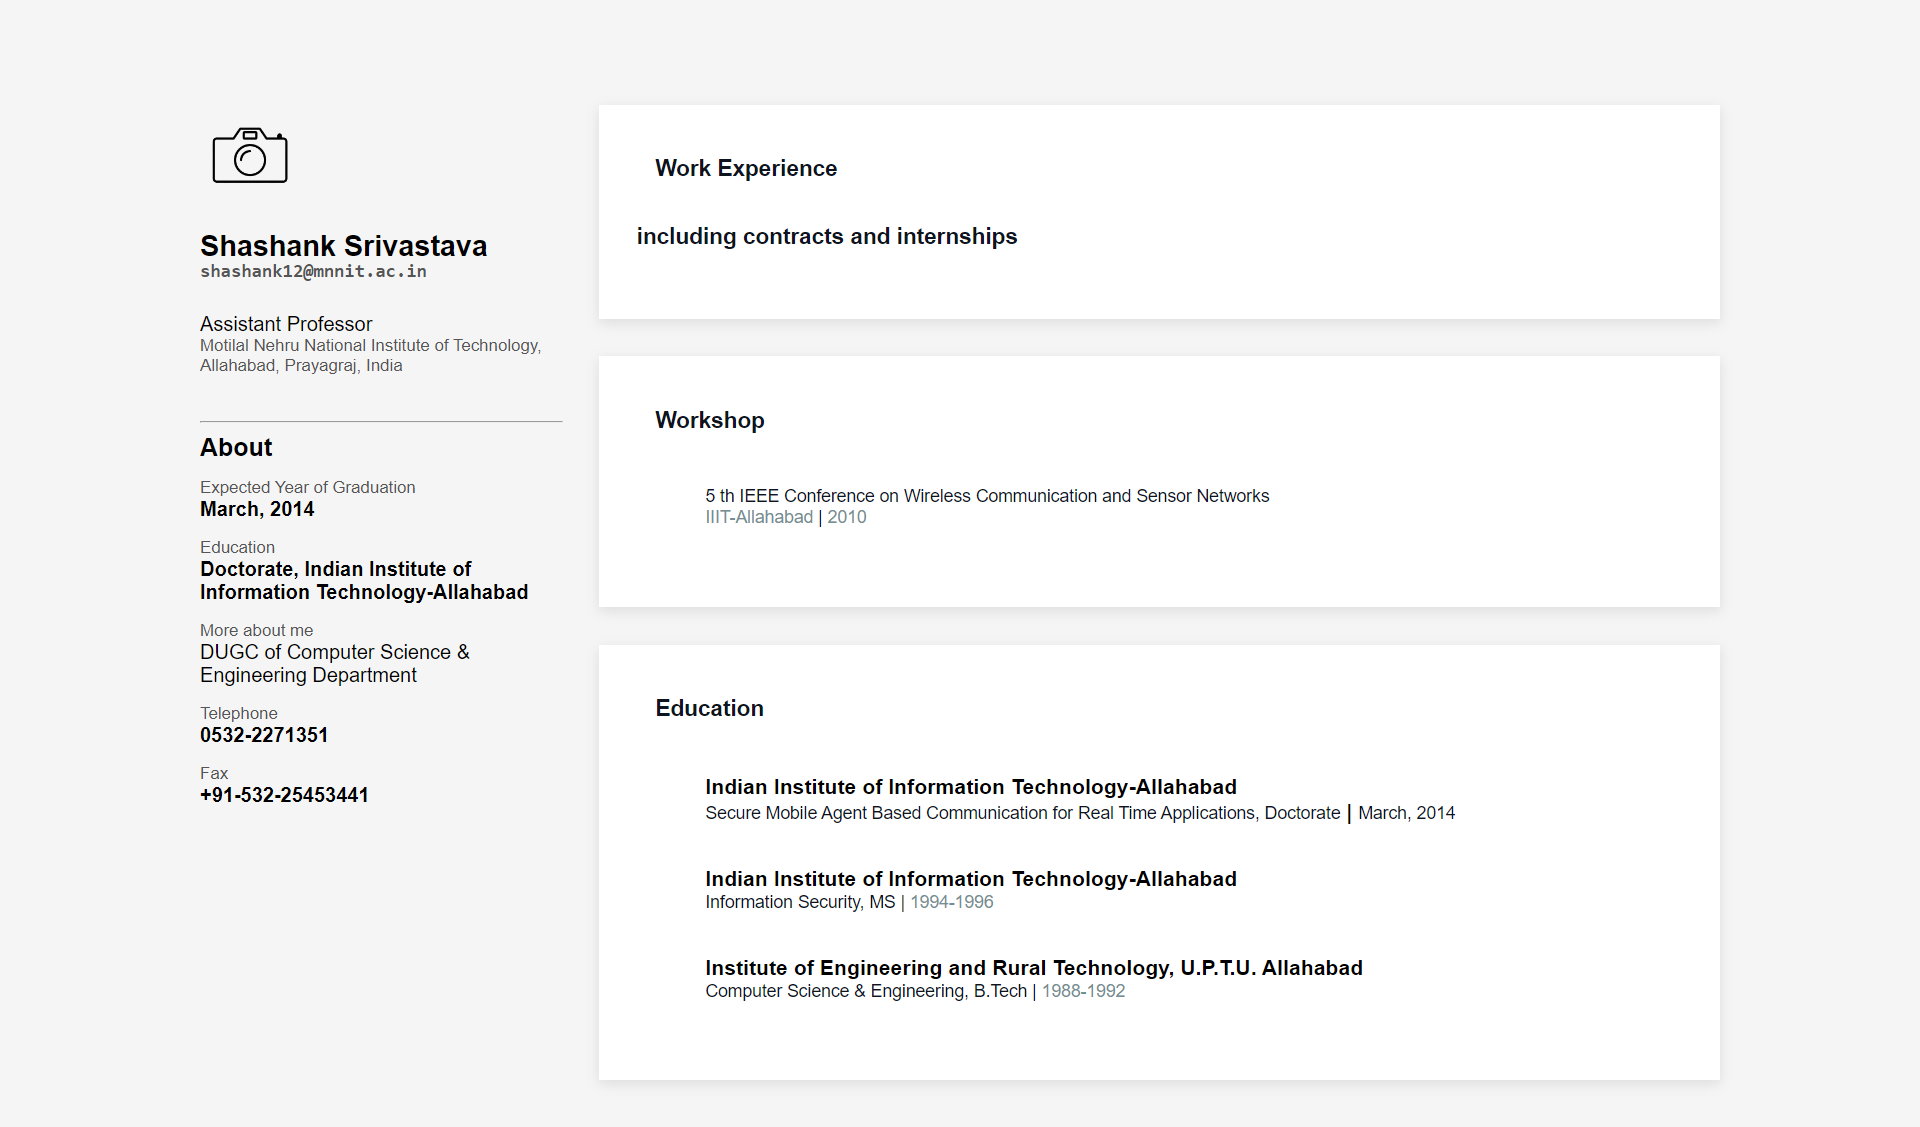 Shashank Srivastava
shashank12@mnnit.ac.in
Assistant Professor
Motilal Nehru National Institute of Technology,
Allahabad, Prayagraj, India
About
Expected Year of Graduation
March, 2014
Education
Doctorate, Indian Institute of
Information Technology-Allahabad
More about me
DUGC of Computer Science &
Engineering Department
Telephone
0532-2271351
Fax
+91-532-25453441
Work Experience
including contracts and internships
Workshop
5 th IEEE Conference on Wireless Communication and Sensor Networks
IIIT-Allahabad | 2010
Education
Indian Institute of Information Technology-Allahabad
Secure Mobile Agent Based Communication for Real Time Applications, Doctorate | March, 2014
Indian Institute of Information Technology-Allahabad
Information Security, MS | 1994-1996
Institute of Engineering and Rural Technology, U.P.T.U. Allahabad
Computer Science & Engineering, B.Tech | 1988-1992